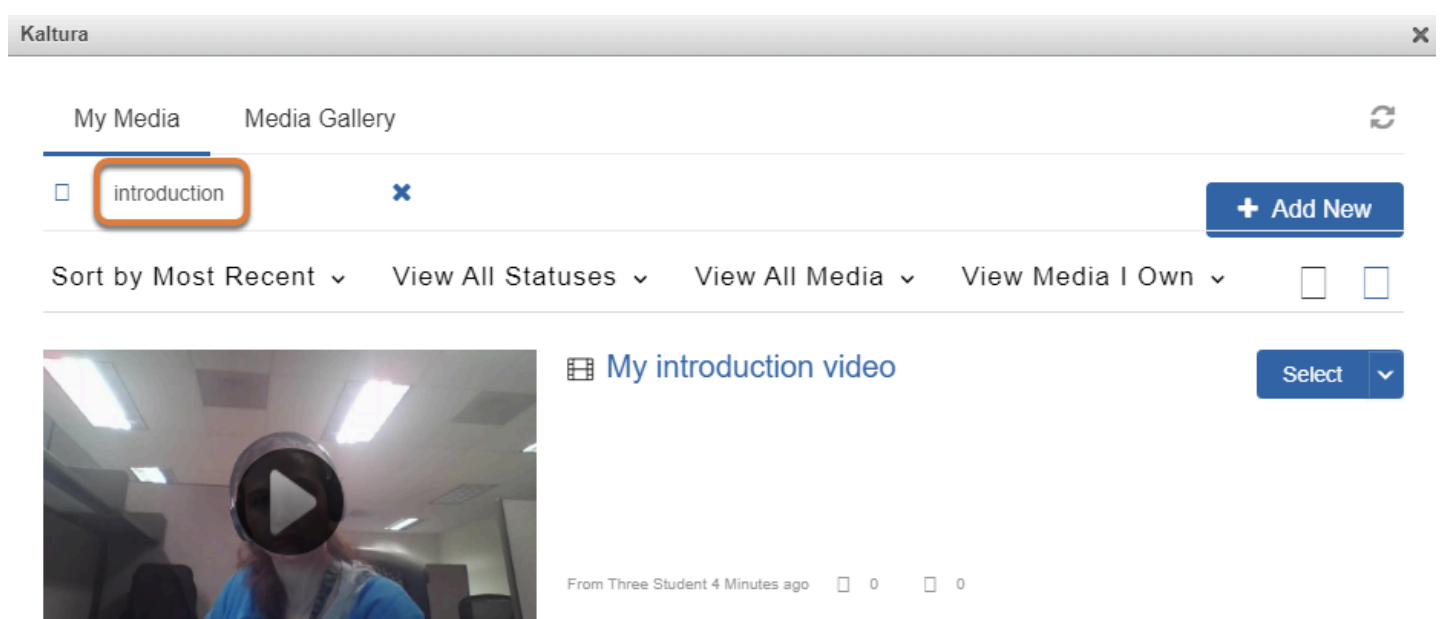 Kaltura
My Media Media Gallery
introduction
Add New
Sort by Most Recent View All Statuses View All Media View Media I Own
My introduction video
Select
From Three Student 4 Minutes ago 0 0